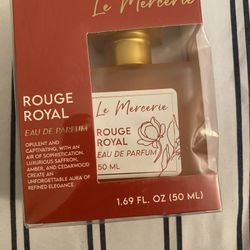 Le Mercerie
ROUGE
ROYAL
EAU DE PARFUM
OPULENT AND
CAPTIVATING, WITH AN
AIR OF SOPHISTICATION.
LUXURIOUS SAFFRON,
AMBER, AND CEDARWOOD
CREATE AN
UNFORGETTABLE AURA OF
REFINED ELEGANCE.
Le Mercerie
ROUGE
ROYAL
EAU DE PARFUM
50 ML
1.69 FL. OZ (50 ML)